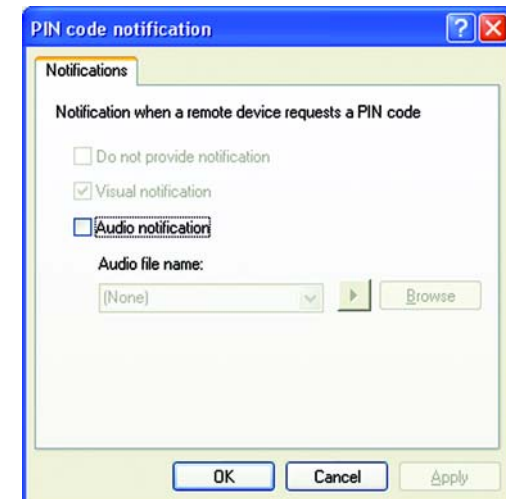 PIN code notification
Notifications
Notification when a remote device requests a PIN code
Do not provide notification
Visual notification
Audio notification
Audio file name:
(None) Browse
OK Cancel Apply